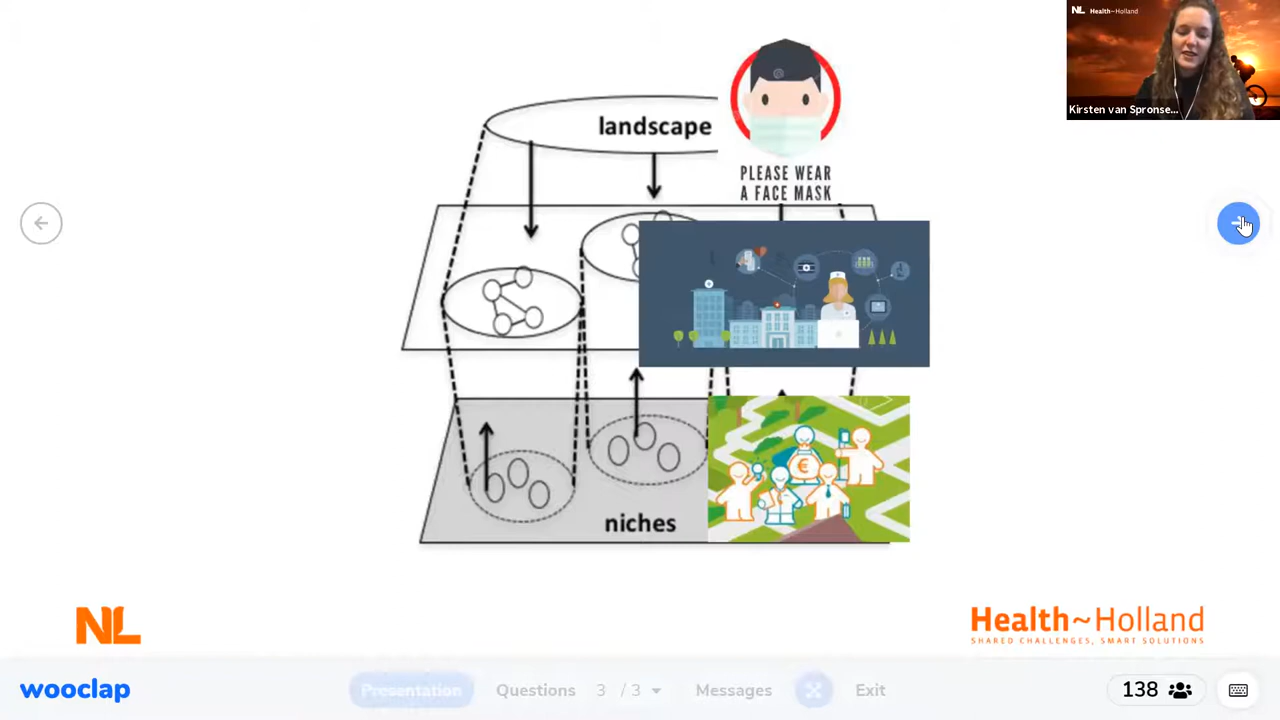 NL Health~Holland
Kirsten van Spronse...
landscape
PLEASE WEAR
A FACE MASK
€
niches
NL
Health~Holland
SHARED CHALLENGES, SMART SOLUTIONS
wooclap
Presentation
Questions
3 / 3
Messages
Exit
138